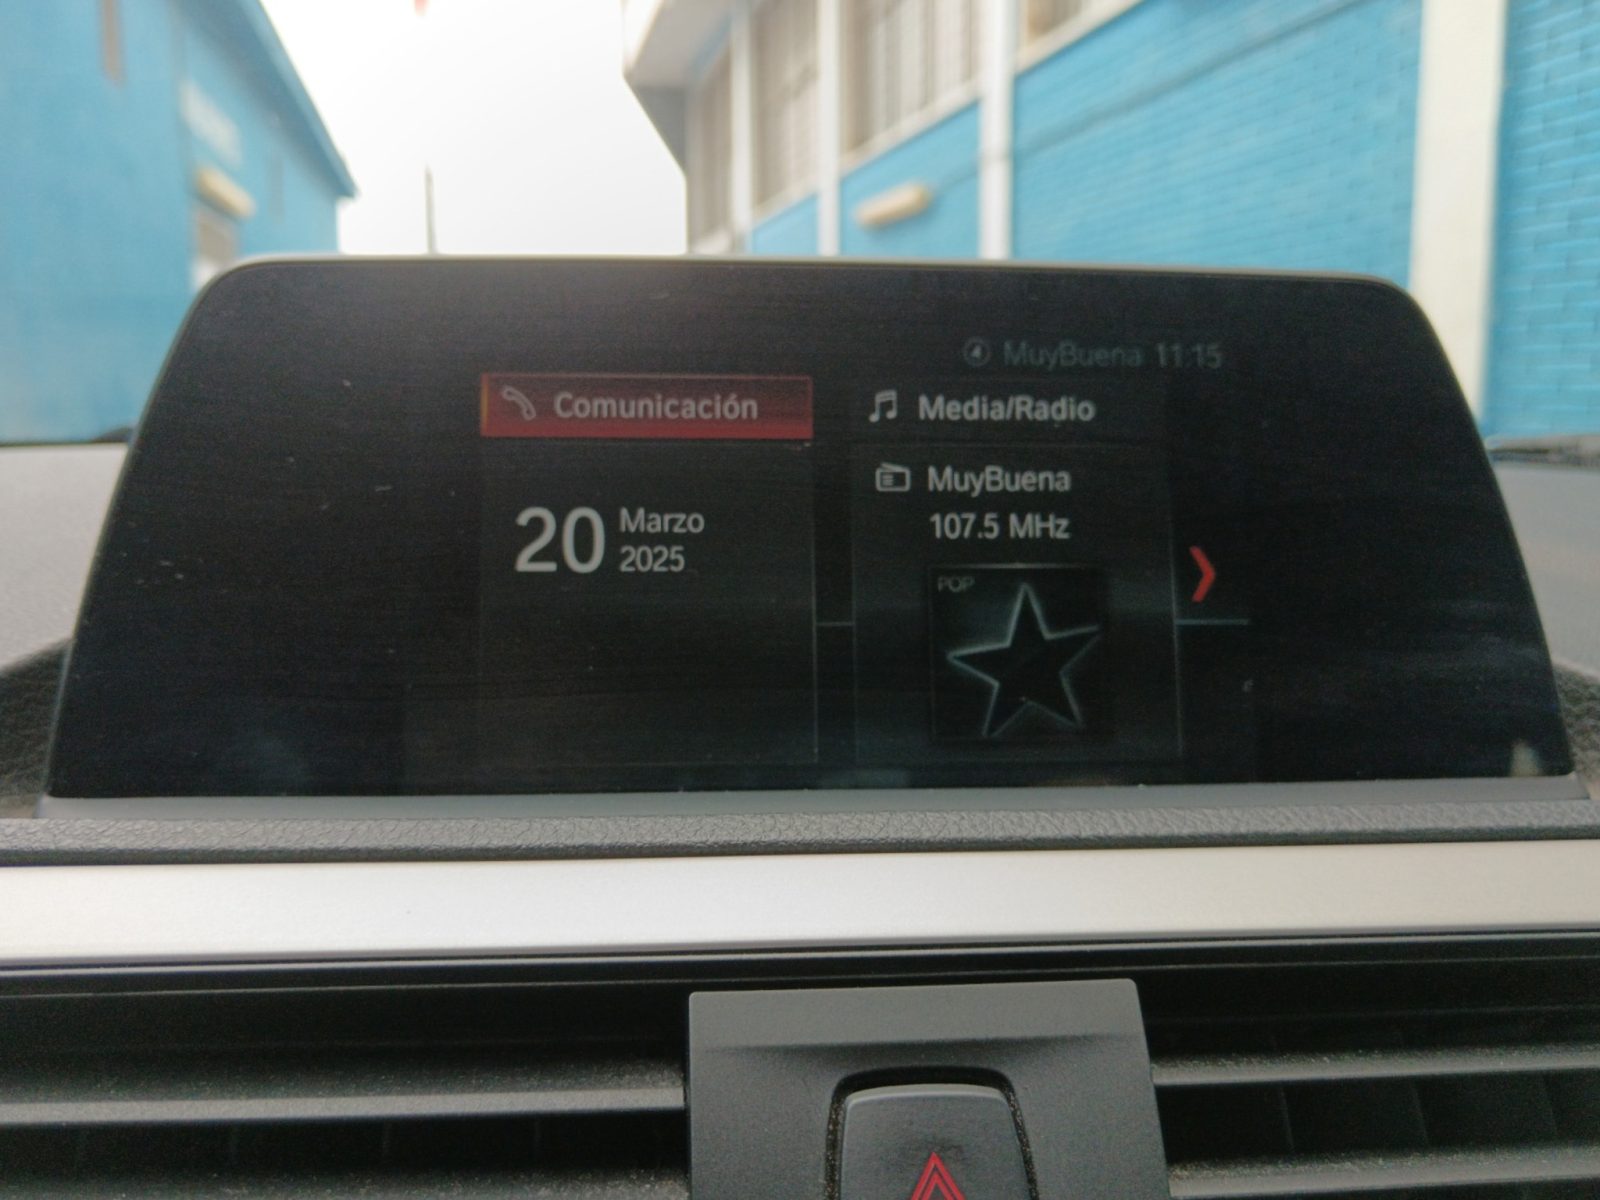 MuyBuena 11:15
Comunicación
20 Marzo
2025
Media/Radio
MuyBuena
107.5 MHz
POP